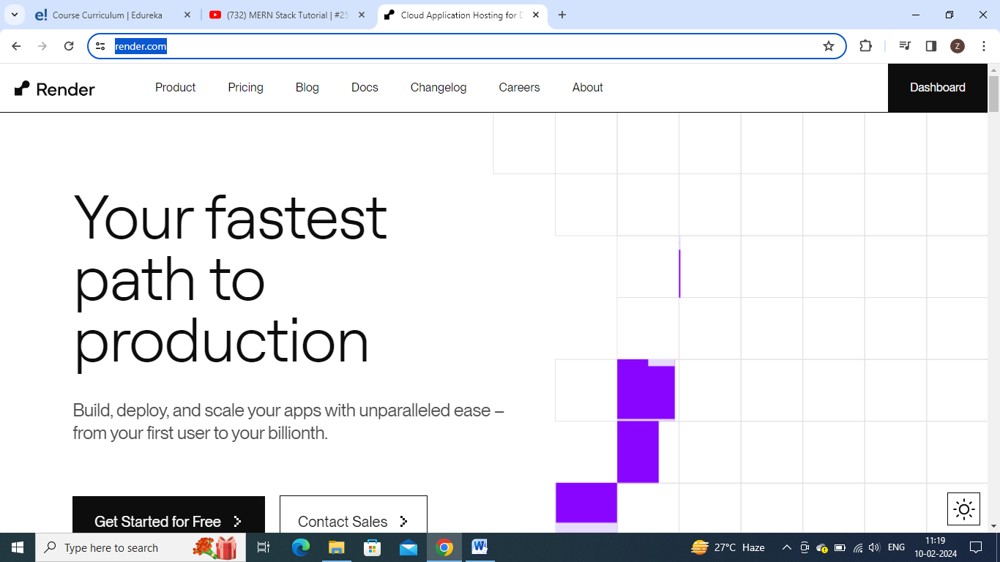 e! Course Curriculum | Edureka
(732) MERN Stack Tutorial | #25
Cloud Application Hosting for D
render.com
Z
Render
Product
Pricing
Blog
Docs
Changelog
Careers
About
Dashboard
Your fastest
path to
production
Build, deploy, and scale your apps with unparalleled ease –
from your first user to your billionth.
Get Started for Free
Contact Sales
Type here to search
W
27°C Haze
ENG
11:19
10-02-2024